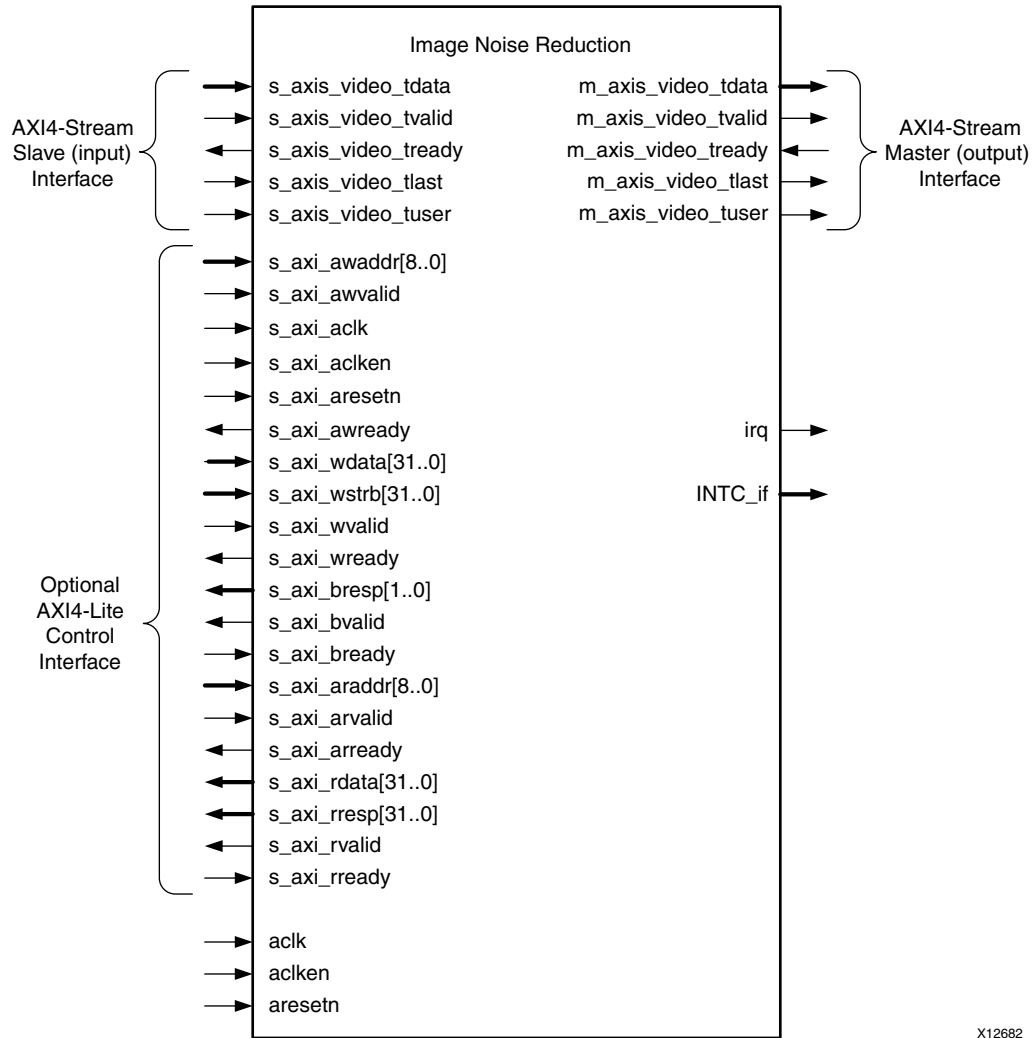 Image Noise Reduction
AXI4-Stream
Slave (input)
Interface
s_axis_video_tdata
s_axis_video_tvalid
s_axis_video_tready
s_axis_video_tlast
s_axis_video_tuser
m_axis_video_tdata
m_axis_video_tvalid
m_axis_video_tready
m_axis_video_tlast
m_axis_video_tuser
AXI4-Stream
Master (output)
Interface
Optional
AXI4-Lite
Control
Interface
s_axi_awaddr[8..0]
s_axi_awvalid
s_axi_aclk
s_axi_aclken
s_axi_aresetn
s_axi_awready
s_axi_wdata[31..0]
s_axi_wstrb[31..0]
s_axi_wvalid
s_axi_wready
s_axi_bresp[1..0]
s_axi_bvalid
s_axi_bready
s_axi_araddr[8..0]
s_axi_arvalid
s_axi_arready
s_axi_rdata[31..0]
s_axi_rresp[31..0]
s_axi_rvalid
s_axi_rready
irq
INTC_if
aclk
aclken
aresetn
X12682